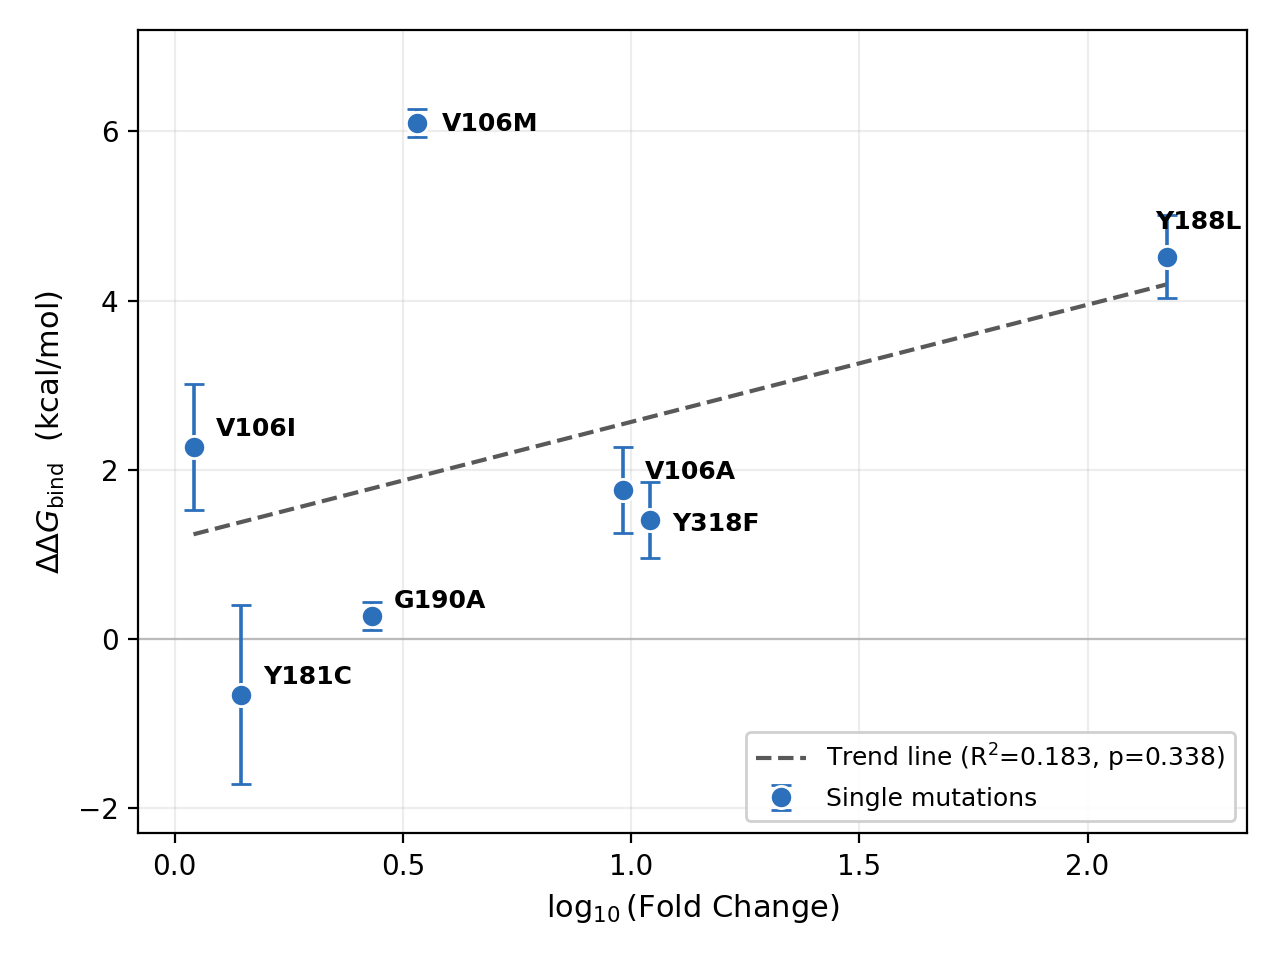 6
4
2
0
−2
ΔΔG_bind (kcal/mol)
V106M
Y188L
V106I
V106A
Y318F
G190A
Y181C
Trend line (R²=0.183, p=0.338)
Single mutations
0.0 0.5 1.0 1.5 2.0
log₁₀(Fold Change)